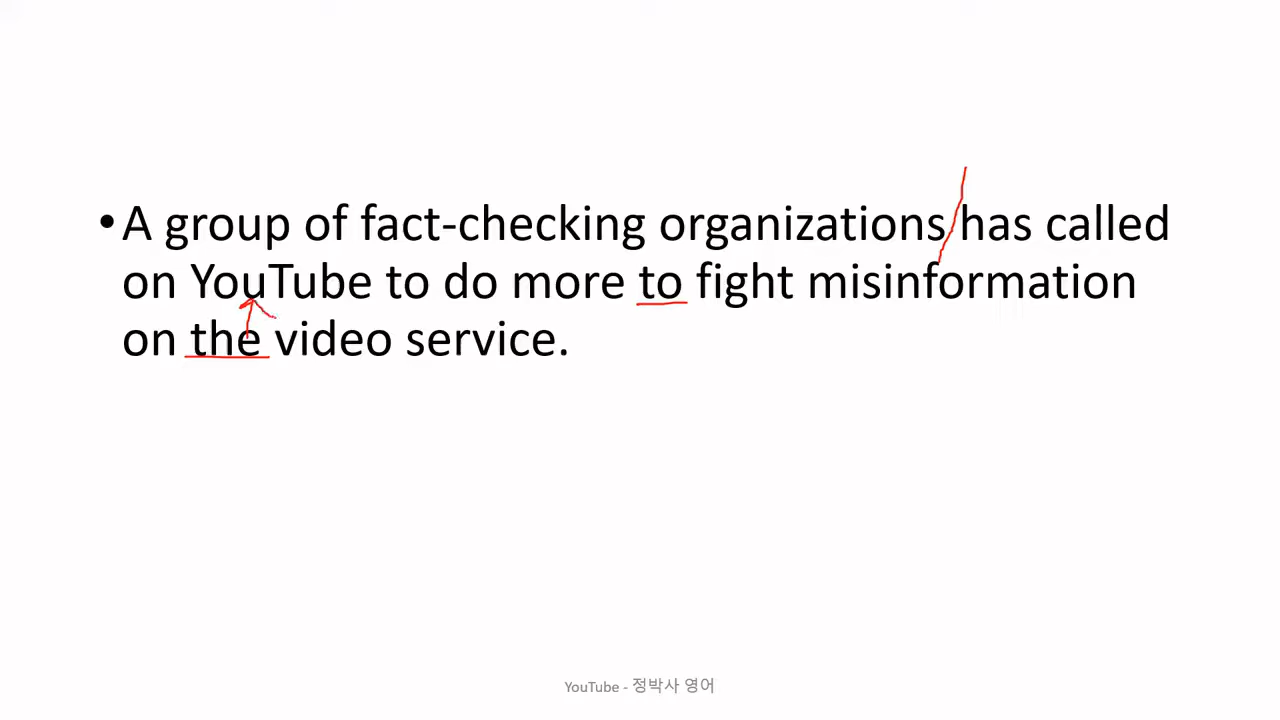 •A group of fact-checking organizations has called
on YouTube to do more to fight misinformation
on the video service.
YouTube - 정박사 영어